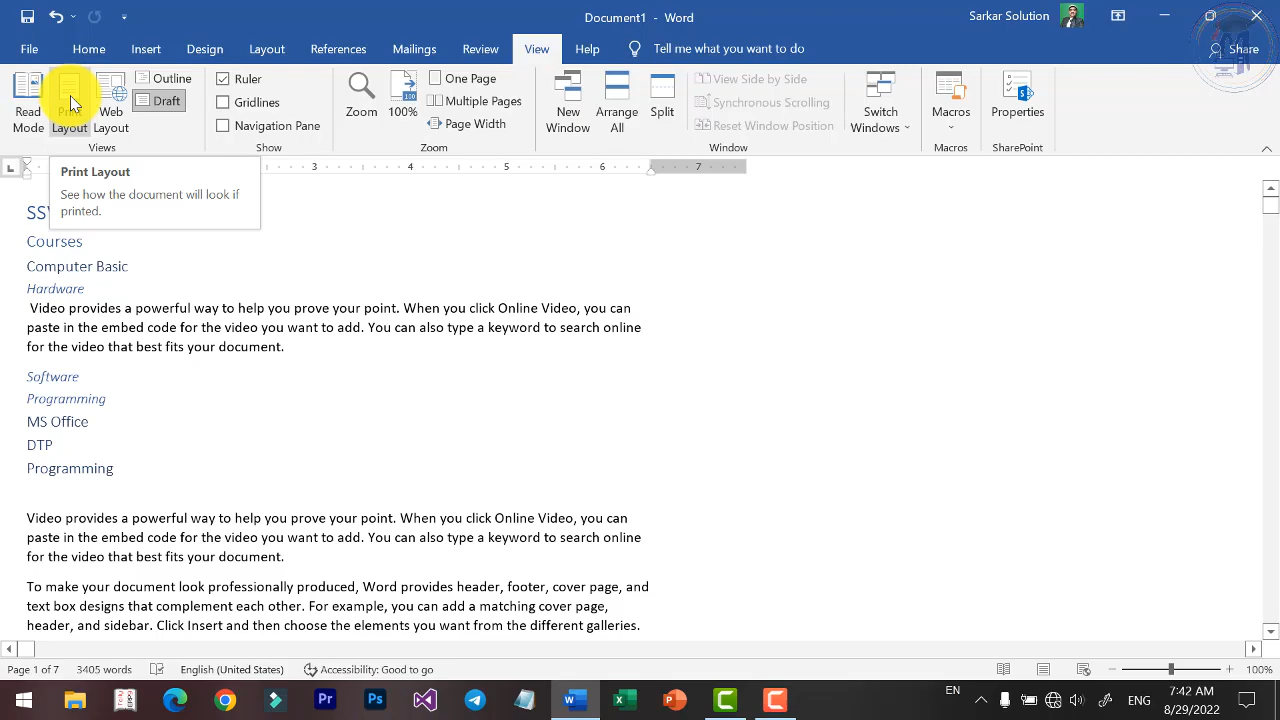 Document1 - Word
Sarkar Solution
File Home Insert Design Layout References Mailings Review View Help Tell me what you want to do Share
Read Mode
Print Layout
Web Layout
Outline
Draft
Views
Ruler
Gridlines
Navigation Pane
Show
Zoom
100%
One Page
Multiple Pages
Page Width
Zoom
New Window
Arrange All
Split
View Side by Side
Synchronous Scrolling
Reset Window Position
Window
Switch Windows
Macros
Macros
Properties
SharePoint
3 4 5 6 7
Print Layout
See how the document will look if
printed.
Courses
Computer Basic
Hardware
Video provides a powerful way to help you prove your point. When you click Online Video, you can
paste in the embed code for the video you want to add. You can also type a keyword to search online
for the video that best fits your document.
Software
Programming
MS Office
DTP
Programming
Video provides a powerful way to help you prove your point. When you click Online Video, you can
paste in the embed code for the video you want to add. You can also type a keyword to search online
for the video that best fits your document.
To make your document look professionally produced, Word provides header, footer, cover page, and
text box designs that complement each other. For example, you can add a matching cover page,
header, and sidebar. Click Insert and then choose the elements you want from the different galleries.
Page 1 of 7 3405 words English (United States) Accessibility: Good to go 100%
EN
ENG
7:42 AM
8/29/2022